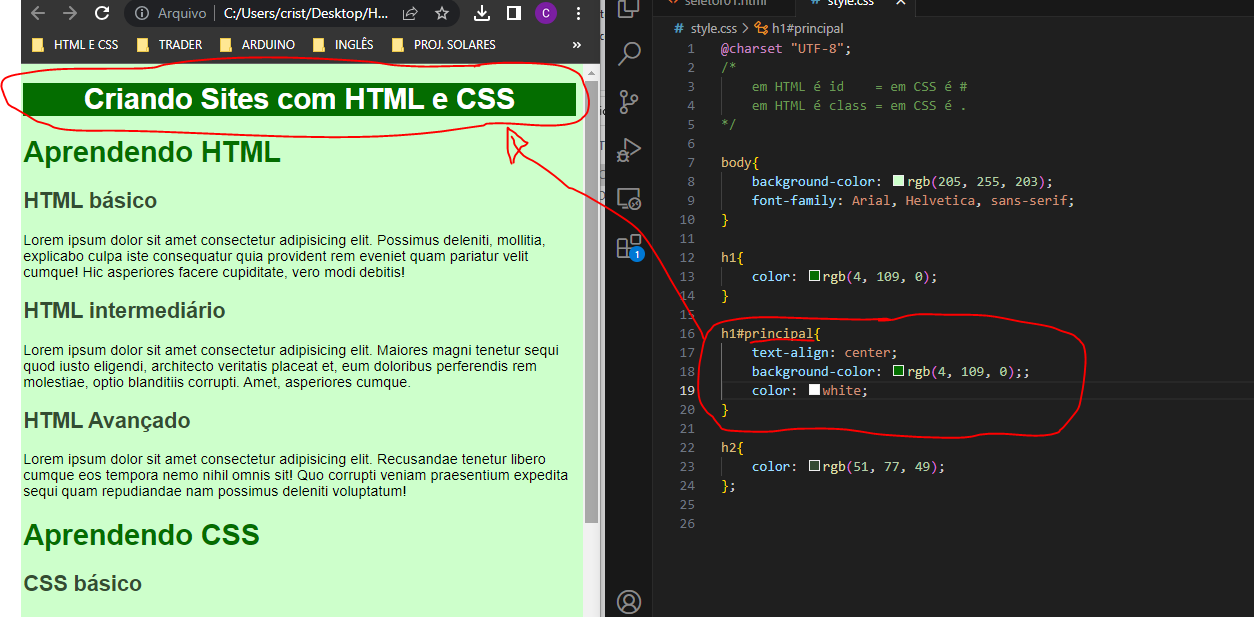 Arquivo C:/Users/crist/Desktop/H... C
HTML E CSS TRADER ARDUINO INGLÊS PROJ. SOLARES »
Criando Sites com HTML e CSS
Aprendendo HTML
HTML básico
Lorem ipsum dolor sit amet consectetur adipisicing elit. Possimus deleniti, mollitia,
explicabo culpa iste consequatur quia provident rem eveniet quam pariatur velit
cumque! Hic asperiores facere cupiditate, vero modi debitis!
HTML intermediário
Lorem ipsum dolor sit amet consectetur adipisicing elit. Maiores magni tenetur sequi
quod iusto eligendi, architecto veritatis placeat et, eum doloribus perferendis rem
molestiae, optio blanditiis corrupti. Amet, asperiores cumque.
HTML Avançado
Lorem ipsum dolor sit amet consectetur adipisicing elit. Recusandae tenetur libero
cumque eos tempora nemo nihil omnis sit! Quo corrupti veniam praesentium expedita
sequi quam repudiandae nam possimus deleniti voluptatum!
Aprendendo CSS
CSS básico
1
seletor01.html # style.css
# style.css > h1#principal
1 @charset "UTF-8";
2 /*
3 em HTML é id = em CSS é #
4 em HTML é class = em CSS é .
5 */
6
7 body{
8 background-color: rgb(205, 255, 203);
9 font-family: Arial, Helvetica, sans-serif;
10 }
11
12 h1{
13 color: rgb(4, 109, 0);
14 }
15
16 h1#principal{
17 text-align: center;
18 background-color: rgb(4, 109, 0);;
19 color: white;
20 }
21
22 h2{
23 color: rgb(51, 77, 49);
24 };
25
26